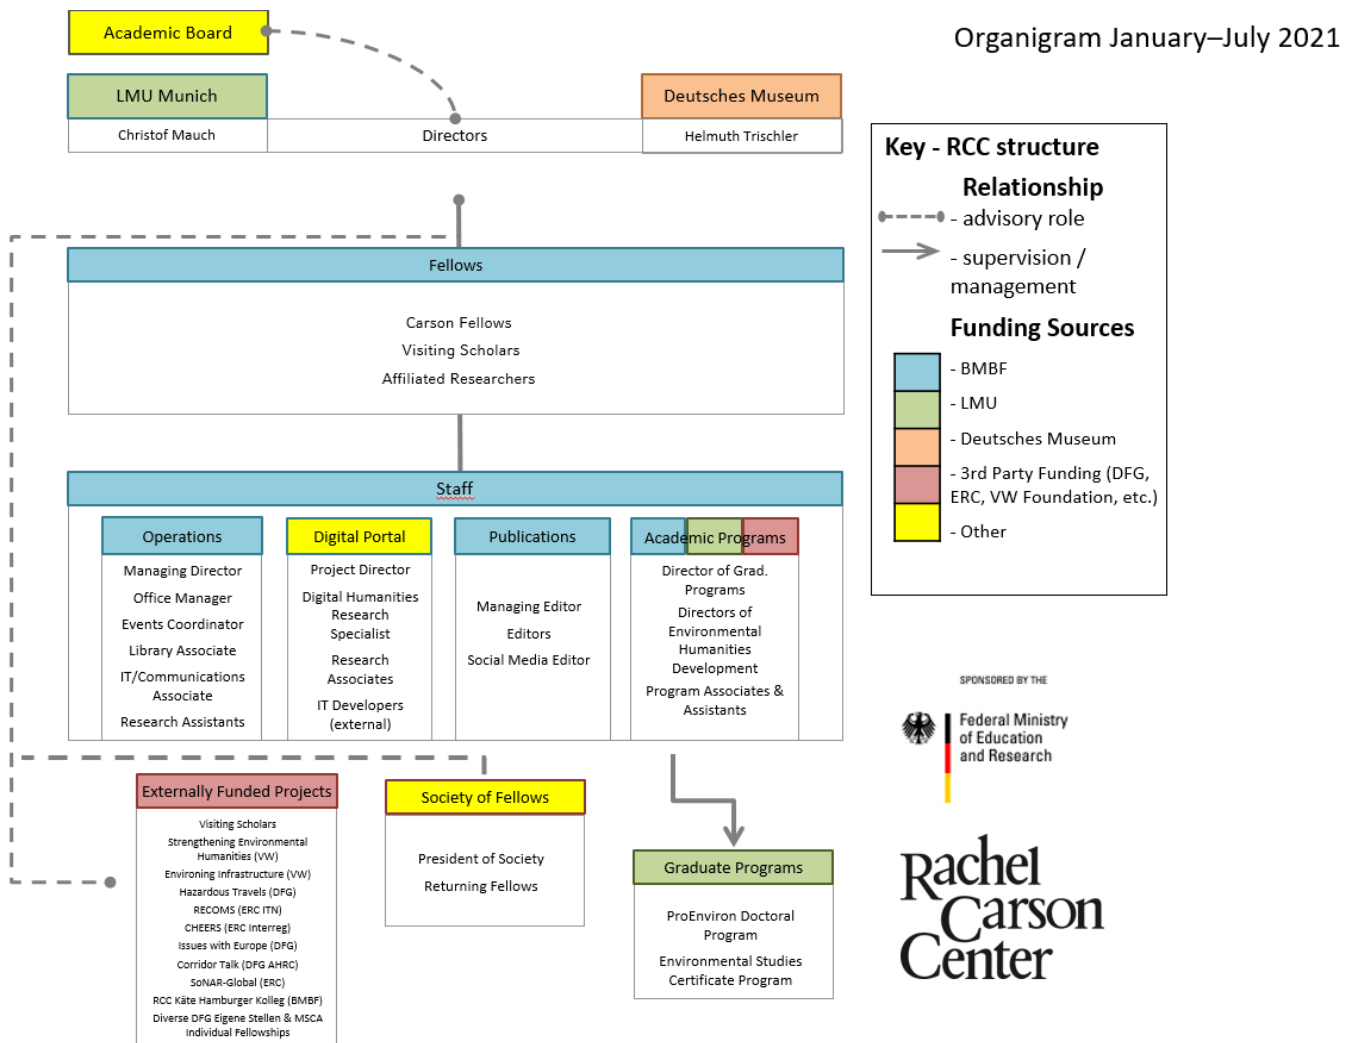 Organigram January–July 2021
Academic Board
LMU Munich
Deutsches Museum
Christof Mauch
Directors
Helmuth Trischler
Key - RCC structure
Relationship
- advisory role
- supervision /
management
Funding Sources
- BMBF
- LMU
- Deutsches Museum
- 3rd Party Funding (DFG,
ERC, VW Foundation, etc.)
- Other
Fellows
Carson Fellows
Visiting Scholars
Affiliated Researchers
Staff
Operations
Managing Director
Office Manager
Events Coordinator
Library Associate
IT/Communications
Associate
Research Assistants
Digital Portal
Project Director
Digital Humanities
Research
Specialist
Research
Associates
IT Developers
(external)
Publications
Managing Editor
Editors
Social Media Editor
Academic Programs
Director of Grad.
Programs
Directors of
Environmental
Humanities
Development
Program Associates &
Assistants
Externally Funded Projects
Visiting Scholars
Strengthening Environmental
Humanities (VW)
Environing Infrastructure (VW)
Hazardous Travels (DFG)
RECOMS (ERC ITN)
CHEERS (ERC Interreg)
Issues with Europe (DFG)
Corridor Talk (DFG AHRC)
SoNAR-Global (ERC)
RCC Käte Hamburger Kolleg (BMBF)
Diverse DFG Eigene Stellen & MSCA
Individual Fellowships
Society of Fellows
President of Society
Returning Fellows
Graduate Programs
ProEnviron Doctoral
Program
Environmental Studies
Certificate Program
SPONSORED BY THE
Federal Ministry
of Education
and Research
Rachel
Carson
Center